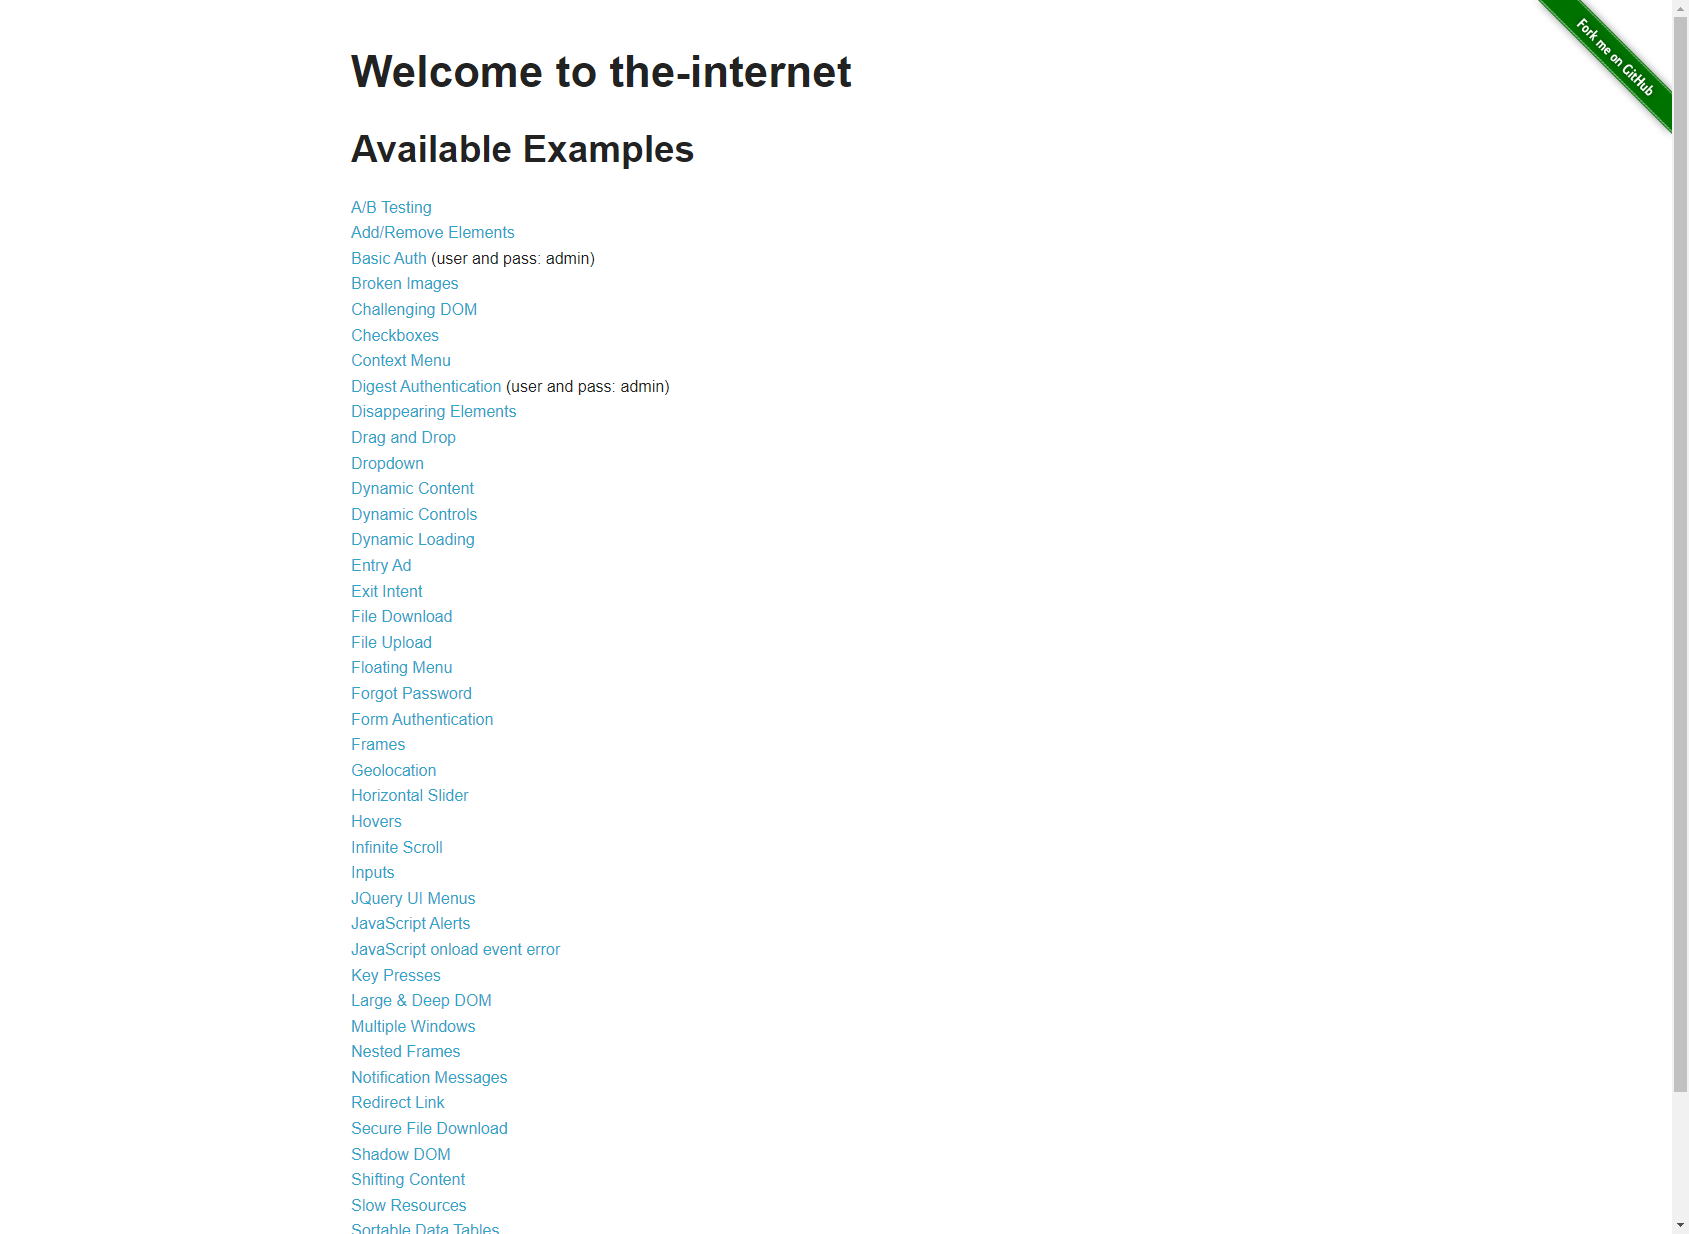 Fork me on GitHub
Welcome to the-internet
Available Examples
A/B Testing
Add/Remove Elements
Basic Auth (user and pass: admin)
Broken Images
Challenging DOM
Checkboxes
Context Menu
Digest Authentication (user and pass: admin)
Disappearing Elements
Drag and Drop
Dropdown
Dynamic Content
Dynamic Controls
Dynamic Loading
Entry Ad
Exit Intent
File Download
File Upload
Floating Menu
Forgot Password
Form Authentication
Frames
Geolocation
Horizontal Slider
Hovers
Infinite Scroll
Inputs
JQuery UI Menus
JavaScript Alerts
JavaScript onload event error
Key Presses
Large & Deep DOM
Multiple Windows
Nested Frames
Notification Messages
Redirect Link
Secure File Download
Shadow DOM
Shifting Content
Slow Resources
Sortable Data Tables